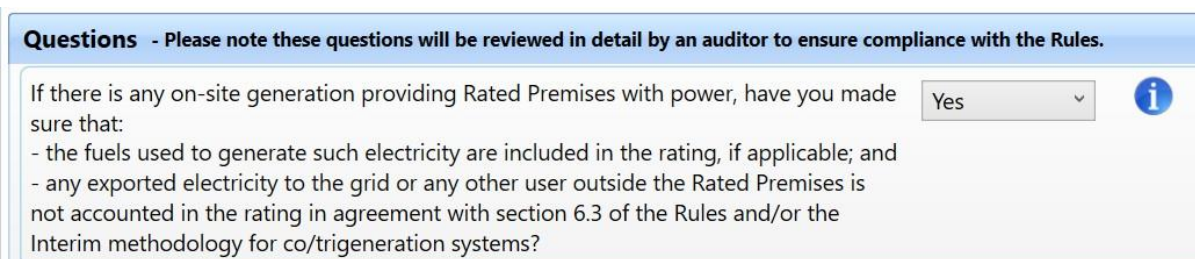 Questions - Please note these questions will be reviewed in detail by an auditor to ensure compliance with the Rules.
If there is any on-site generation providing Rated Premises with power, have you made
sure that:
- the fuels used to generate such electricity are included in the rating, if applicable; and
- any exported electricity to the grid or any other user outside the Rated Premises is
not accounted in the rating in agreement with section 6.3 of the Rules and/or the
Interim methodology for co/trigeneration systems?
Yes